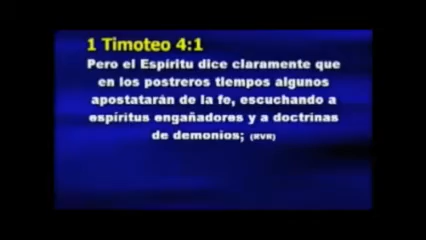 1 Timoteo 4:1
Pero el Espíritu dice claramente que
en los postreros tiempos algunos
apostatarán de la fe, escuchando a
espíritus engañadores y a doctrinas
de demonios; (RVR)